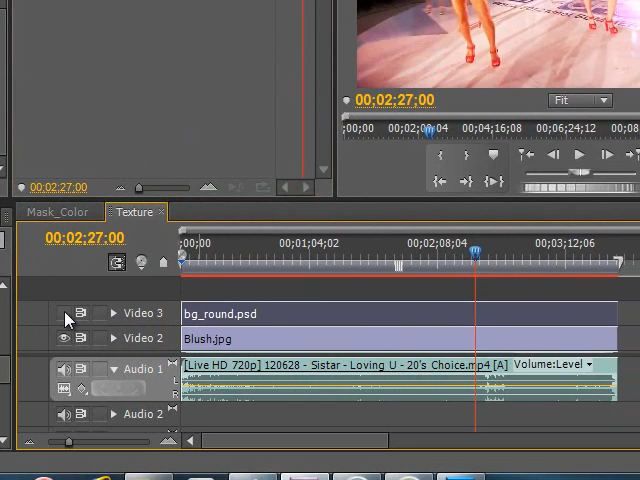 00;02;27;00
Fit
;00;00
00;02;00;04
00;04;16;08
00;06;24;12
00;08
00;02;27;00
Mask_Color
Texture
00;02;27;00
;00;00
00;01;04;02
00;02;08;04
00;03;12;06
Video 3
bg_round.psd
Video 2
Blush.jpg
Audio 1
[Live HD 720p] 120628 - Sistar - Loving U - 20's Choice.mp4 [A]
Volume:Level
L
R
Audio 2